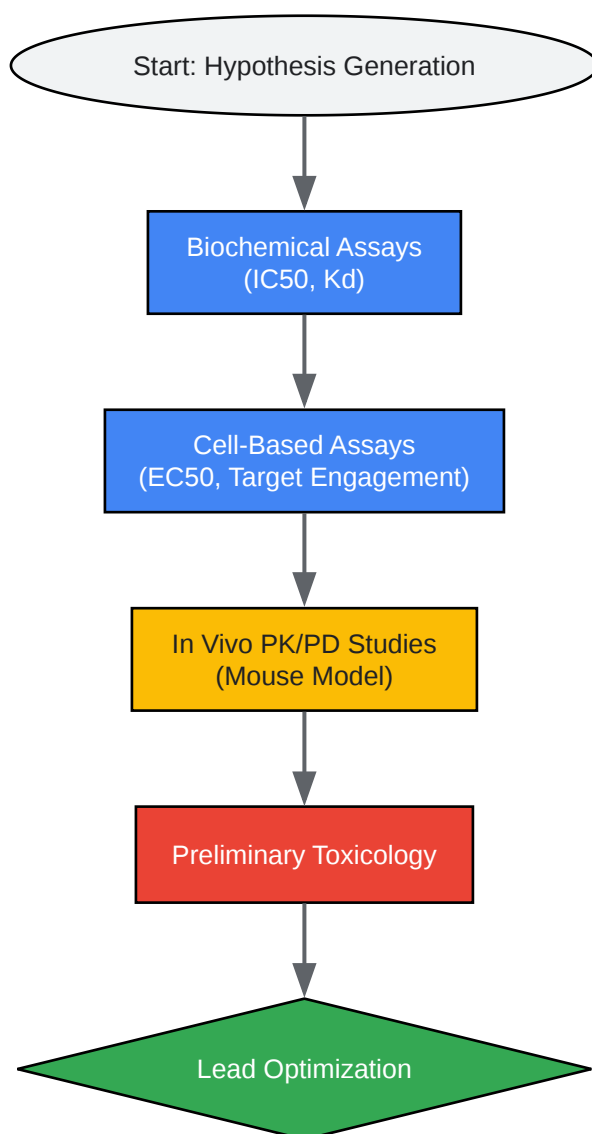 Start: Hypothesis Generation
Biochemical Assays
(IC50, Kd)
Cell-Based Assays
(EC50, Target Engagement)
In Vivo PK/PD Studies
(Mouse Model)
Preliminary Toxicology
Lead Optimization